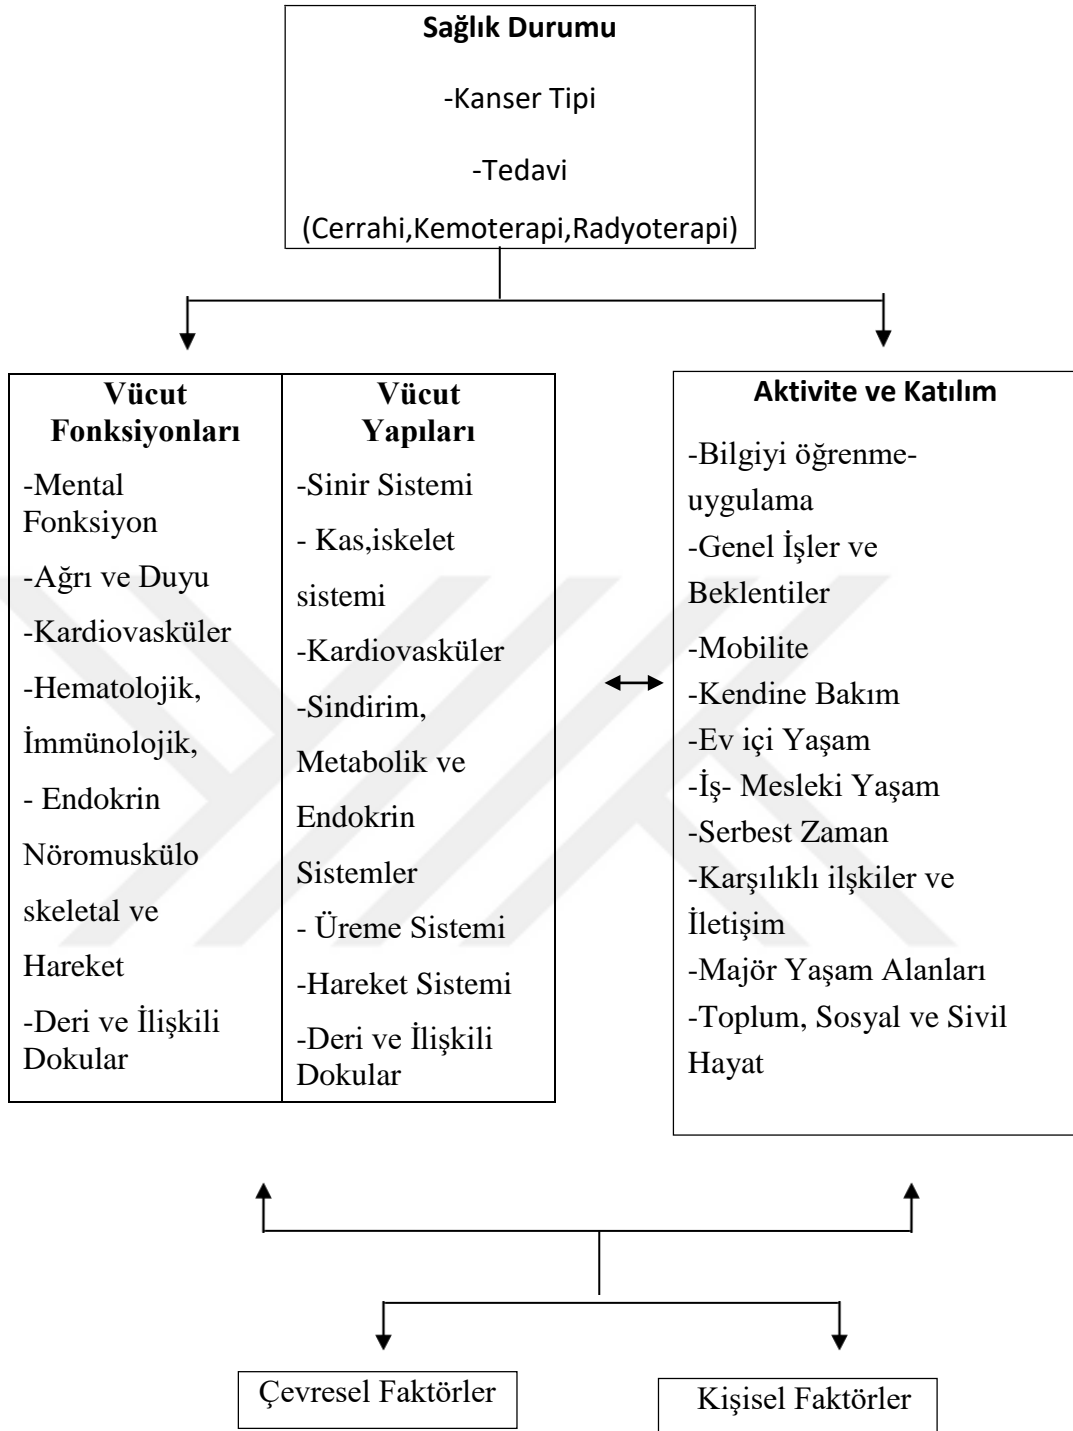 Sağlık Durumu
-Kanser Tipi
-Tedavi
(Cerrahi,Kemoterapi,Radyoterapi)
Vücut
Fonksiyonları
-Mental
Fonksiyon
-Ağrı ve Duyu
-Kardiovasküler
-Hematolojik,
İmmünolojik,
- Endokrin
Nöromuskülo
skeletal ve
Hareket
-Deri ve İlişkili
Dokular
Vücut
Yapıları
-Sinir Sistemi
- Kas,iskelet
sistemi
-Kardiovasküler
-Sindirim,
Metabolik ve
Endokrin
Sistemler
- Üreme Sistemi
-Hareket Sistemi
-Deri ve İlişkili
Dokular
Aktivite ve Katılım
-Bilgiyi öğrenme-
uygulama
-Genel İşler ve
Beklentiler
-Mobilite
-Kendine Bakım
-Ev içi Yaşam
-İş- Mesleki Yaşam
-Serbest Zaman
-Karşılıklı ilşkiler ve
İletişim
-Majör Yaşam Alanları
-Toplum, Sosyal ve Sivil
Hayat
Çevresel Faktörler
Kişisel Faktörler